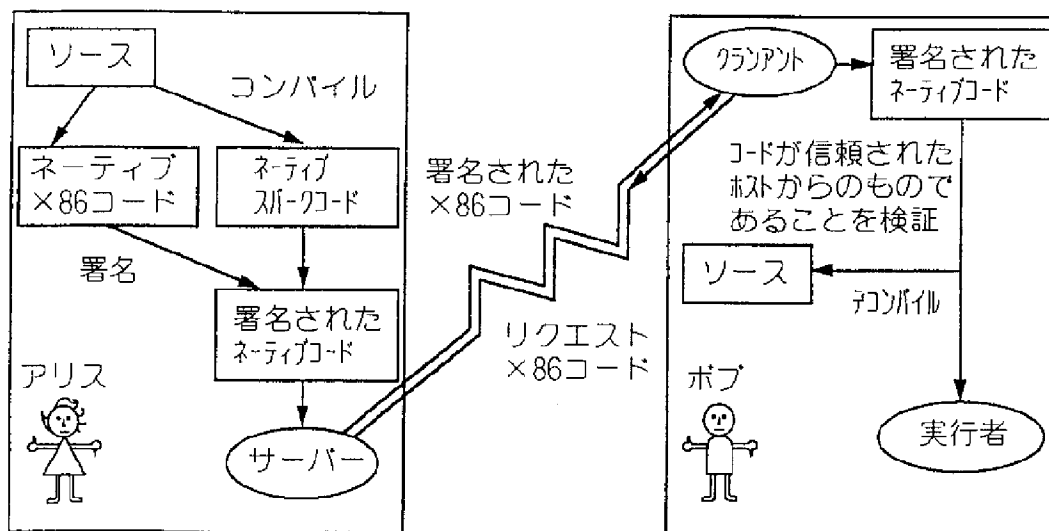 ソース
コンパイル
ネーティブ
×86コード
ネーティブ
スパークコード
署名
署名された
ネーティブコード
アリス
サーバー
署名された
×86コード
リクエスト
×86コード
クランアント
署名された
ネーティブコード
コードが信頼された
ホストからのもので
あることを検証
ソース
デコンパイル
ボブ
実行者